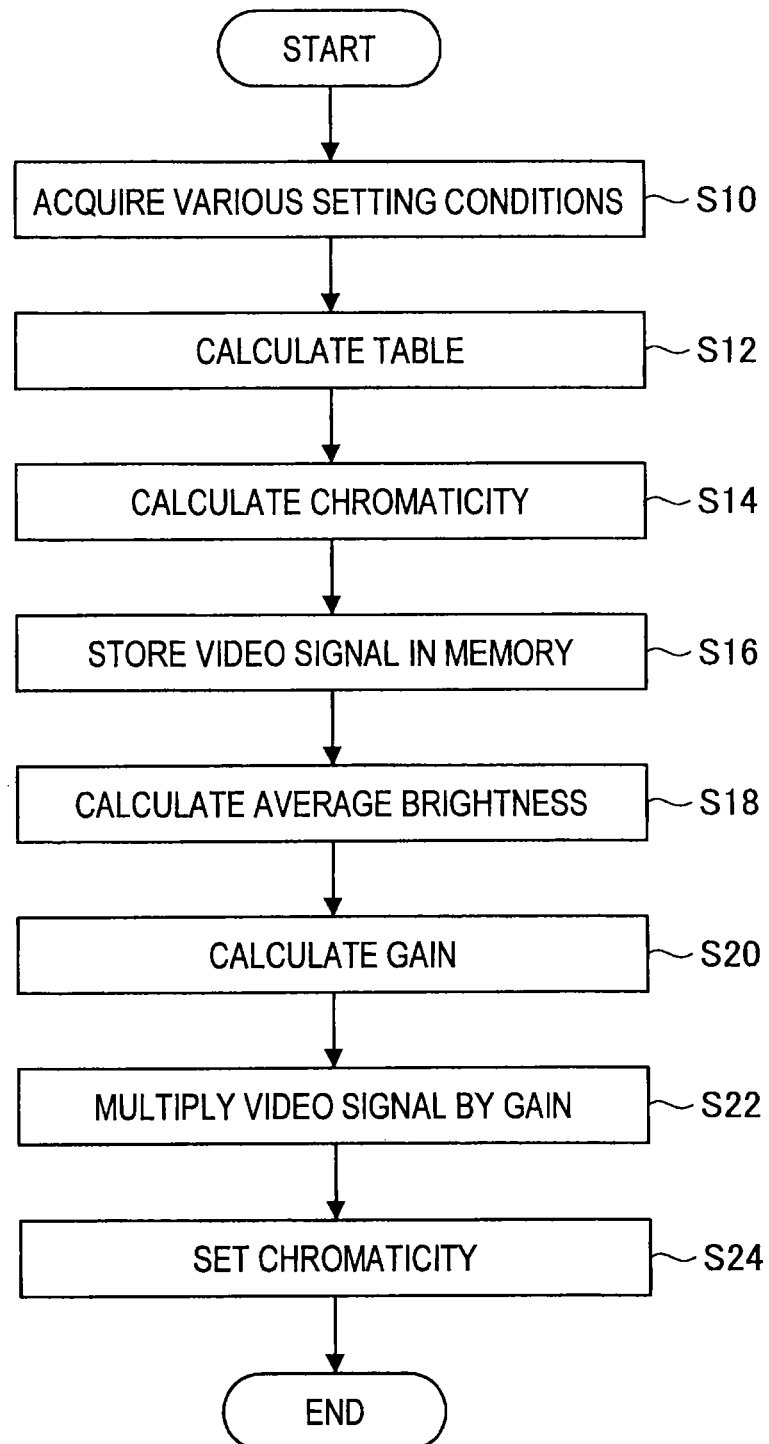 START
ACQUIRE VARIOUS SETTING CONDITIONS S10
CALCULATE TABLE S12
CALCULATE CHROMATICITY S14
STORE VIDEO SIGNAL IN MEMORY S16
CALCULATE AVERAGE BRIGHTNESS S18
CALCULATE GAIN S20
MULTIPLY VIDEO SIGNAL BY GAIN S22
SET CHROMATICITY S24
END